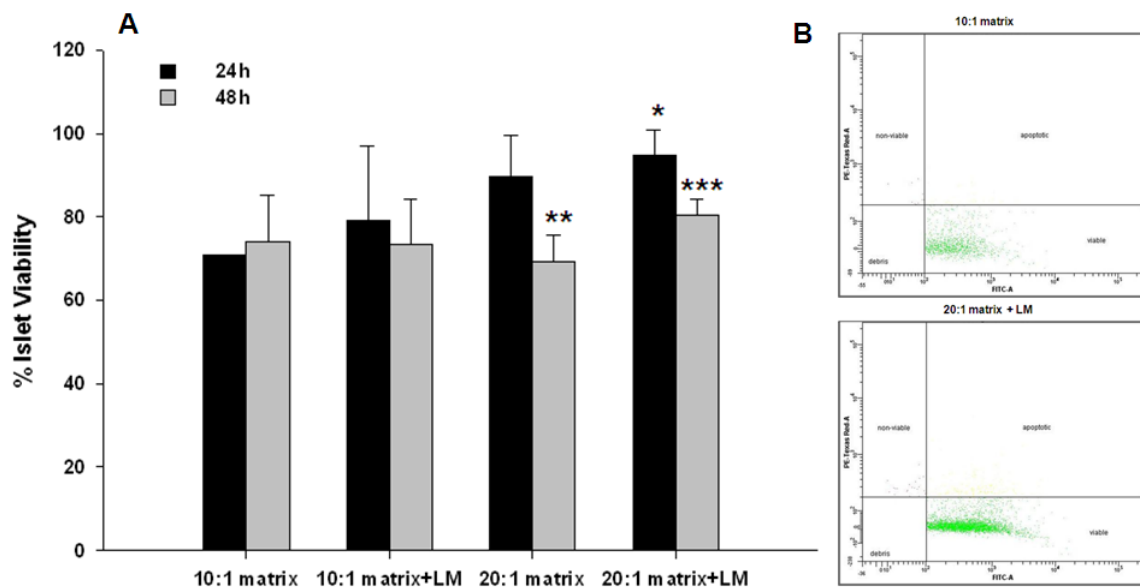 A
% Islet Viability
120
100
80
60
40
20
0
24h
48h
*
**
***
10:1 matrix
10:1 matrix+LM
20:1 matrix
20:1 matrix+LM
B
10:1 matrix
PE-Texas Red-A
non-viable
apoptotic
viable
debris
FITC-A
20:1 matrix + LM
PE-Texas Red-A
non-viable
apoptotic
viable
debris
FITC-A